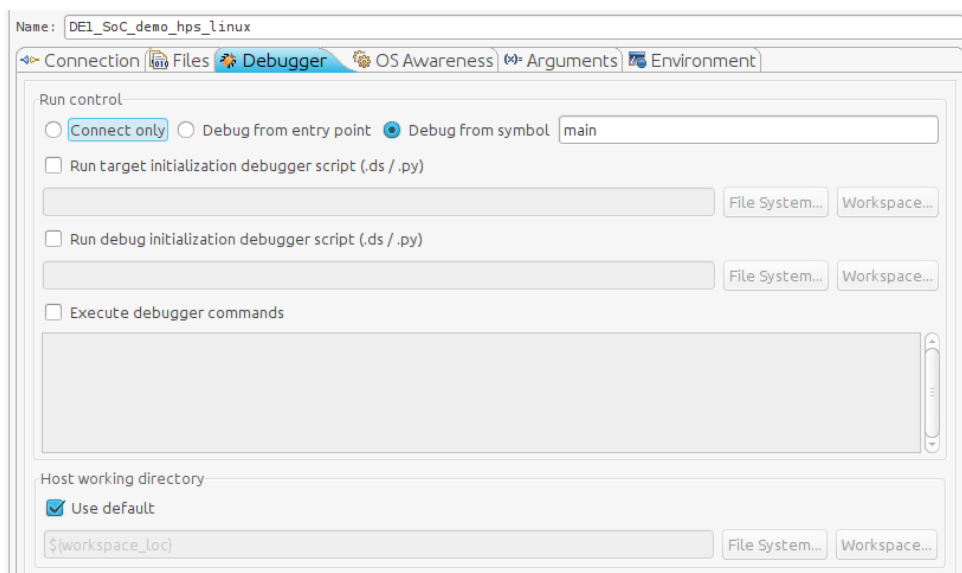 Name: DE1_SoC_demo_hps_linux
Connection Files Debugger OS Awareness (x)= Arguments Environment
Run control
Connect only Debug from entry point Debug from symbol main
Run target initialization debugger script (.ds / .py)
File System... Workspace...
Run debug initialization debugger script (.ds / .py)
File System... Workspace...
Execute debugger commands
Host working directory
Use default
${workspace_loc} File System... Workspace...